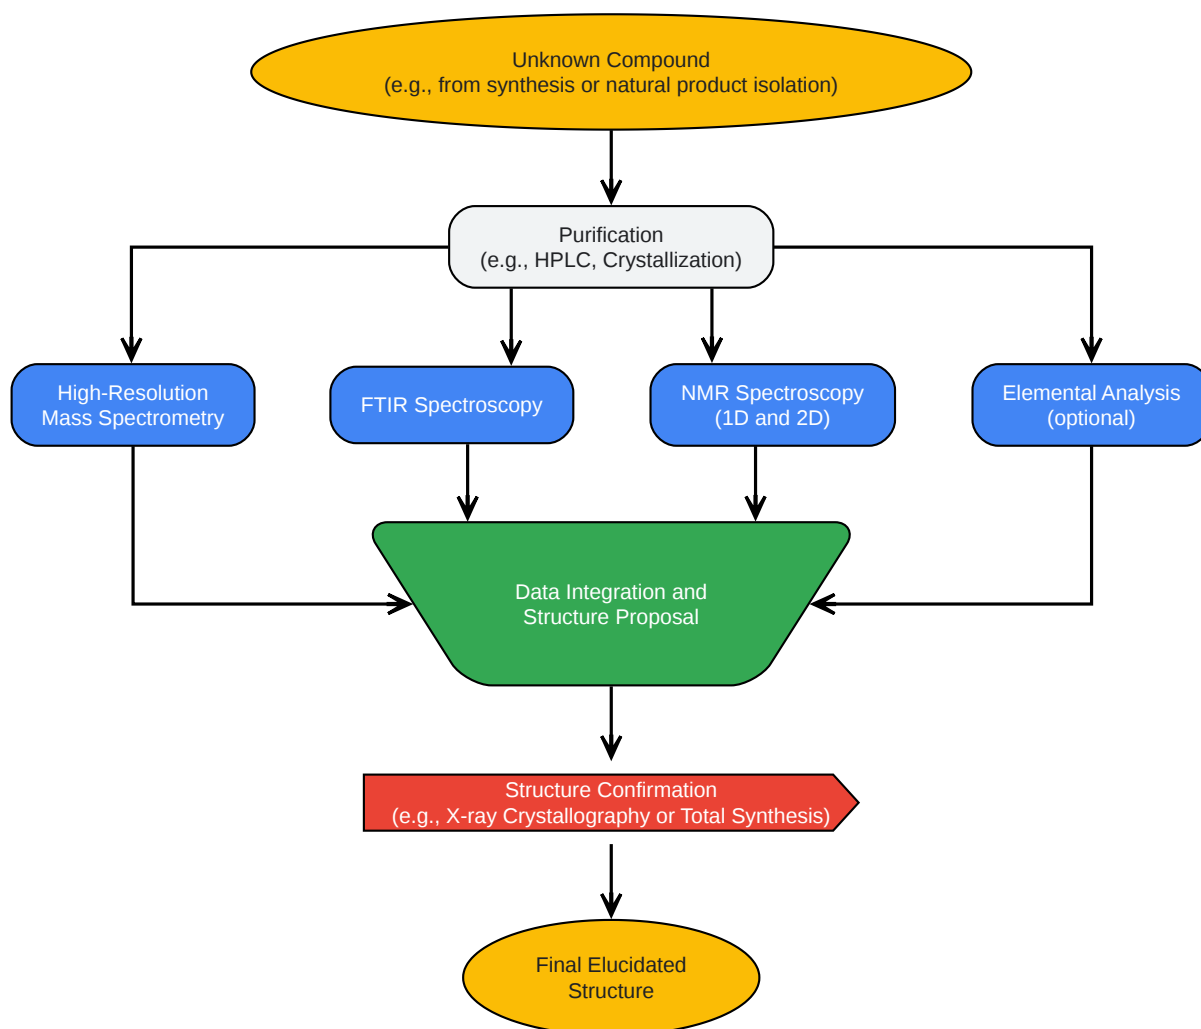 Unknown Compound
(e.g., from synthesis or natural product isolation)
Purification
(e.g., HPLC, Crystallization)
High-Resolution
Mass Spectrometry
FTIR Spectroscopy
NMR Spectroscopy
(1D and 2D)
Elemental Analysis
(optional)
Data Integration and
Structure Proposal
Structure Confirmation
(e.g., X-ray Crystallography or Total Synthesis)
Final Elucidated
Structure